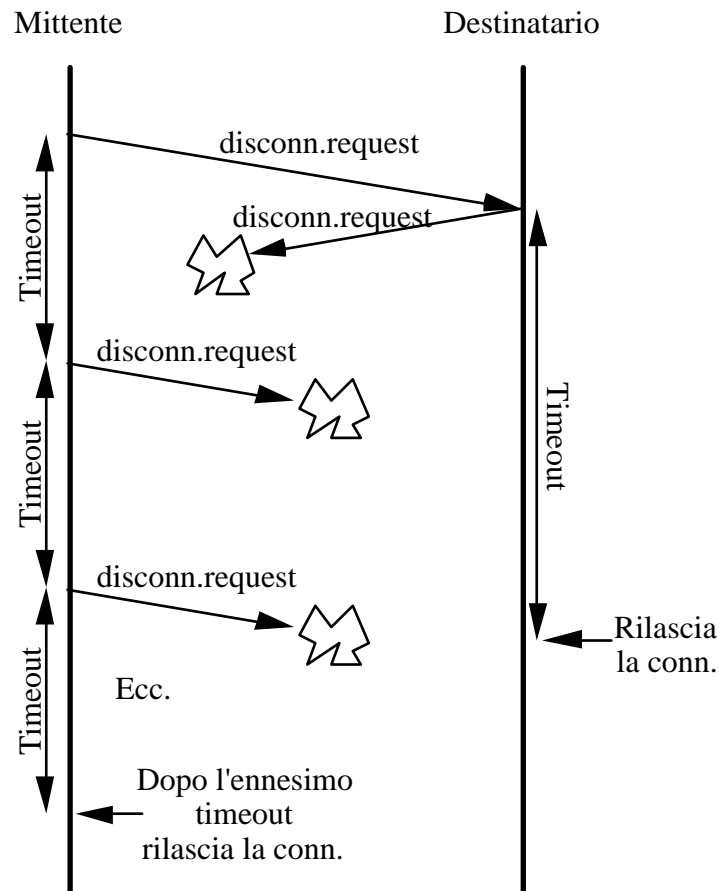 Mittente
Destinatario
disconn.request
disconn.request
Timeout
disconn.request
Timeout
Timeout
disconn.request
Timeout
Rilascia
la conn.
Ecc.
Dopo l'ennesimo
timeout
rilascia la conn.